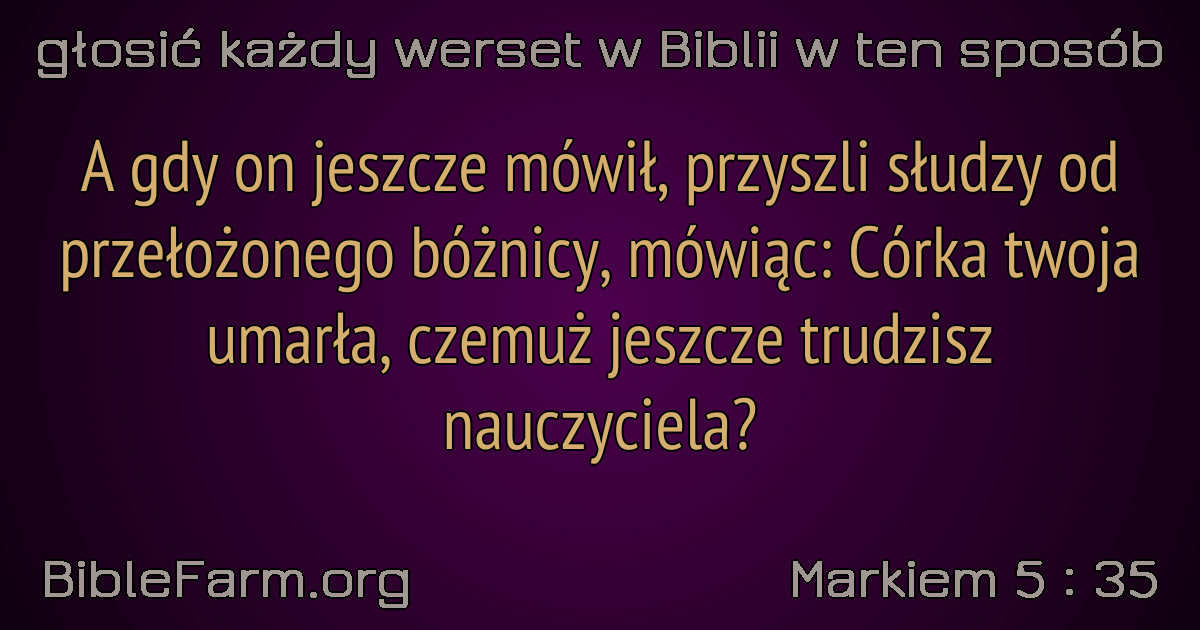 głosić każdy werset w Biblii w ten sposób
A gdy on jeszcze mówił, przyszli słudzy od
przełożonego bóżnicy, mówiąc: Córka twoja
umarła, czemuż jeszcze trudzisz
nauczyciela?
BibleFarm.org
Markiem 5 : 35